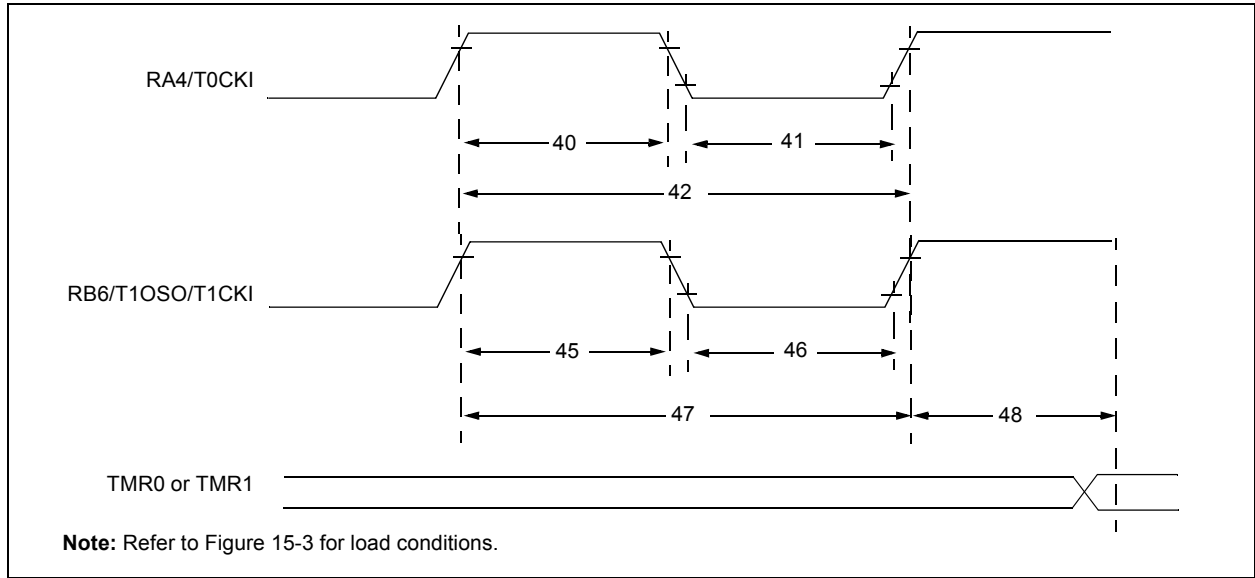 RA4/T0CKI
40
41
42
RB6/T1OSO/T1CKI
45
46
47
48
TMR0 or TMR1
Note: Refer to Figure 15-3 for load conditions.